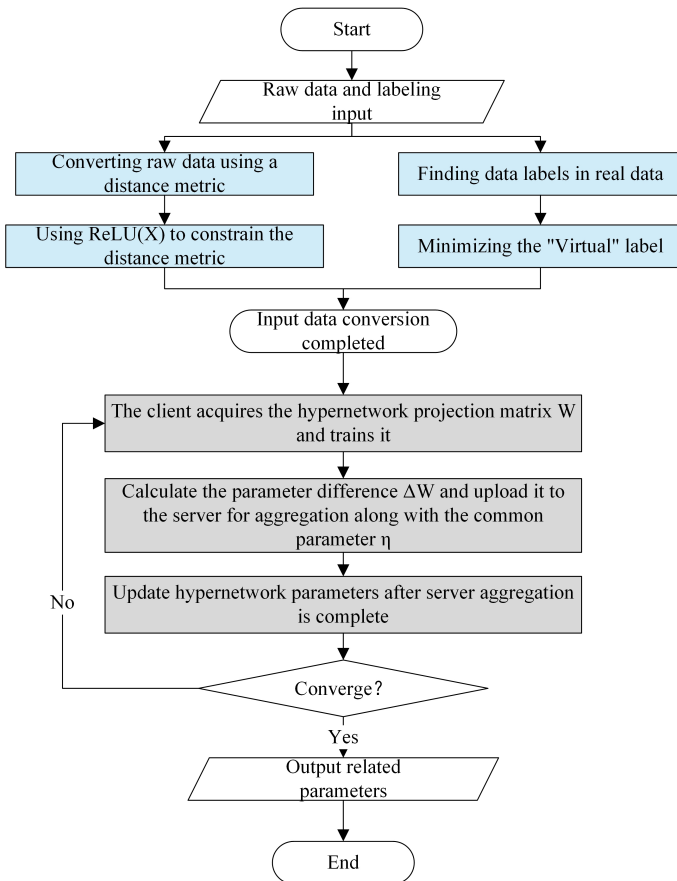 Start
Raw data and labeling
input
Converting raw data using a
distance metric
Finding data labels in real data
Using ReLU(X) to constrain the
distance metric
Minimizing the "Virtual" label
Input data conversion
completed
The client acquires the hypernetwork projection matrix W
and trains it
Calculate the parameter difference ΔW and upload it to
the server for aggregation along with the common
parameter η
Update hypernetwork parameters after server aggregation
is complete
No
Converge?
Yes
Output related
parameters
End